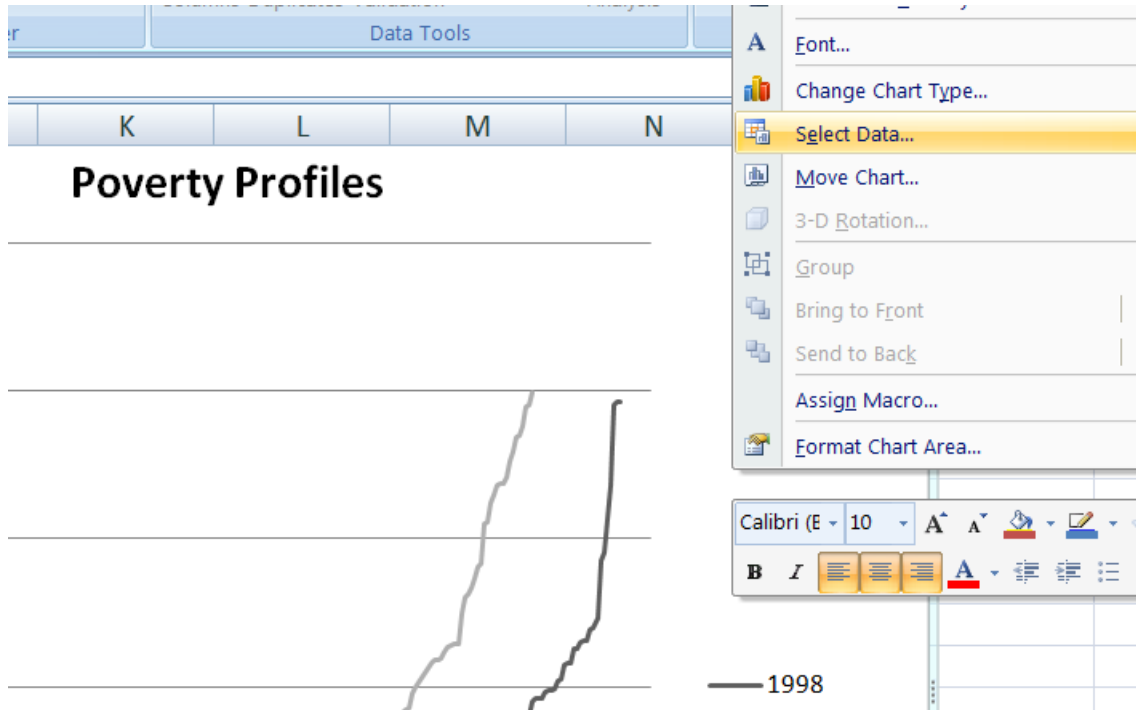 Data Tools
K L M N
Poverty Profiles
Font...
Change Chart Type...
Select Data...
Move Chart...
3-D Rotation...
Group
Bring to Front
Send to Back
Assign Macro...
Format Chart Area...
Calibri (E 10 A A
B I A
1998